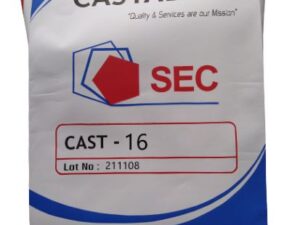 "Quality & Services are our Mission"
SEC
CAST - 16
Lot No : 211108